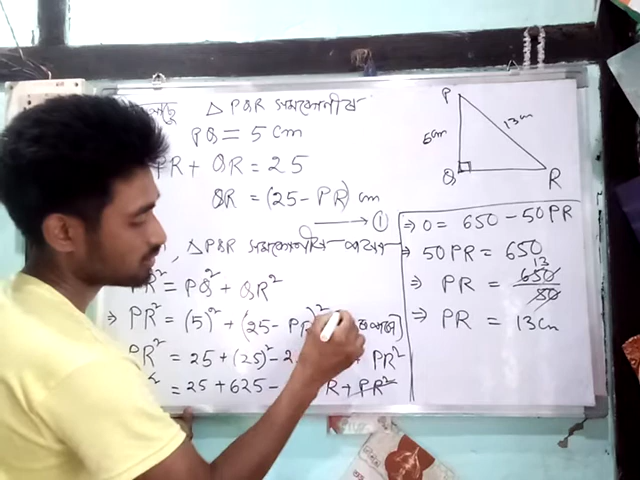 △ PQR সমকোণীৰ
PQ = 5 cm
PR + QR = 25
QR = (25 - PR) cm
→ ①
, △PQR সমকোণীৰ
PR² = PQ² + QR²
⇒ PR² = (5)² + (25 - PR)²
PR² = 25 + (25)² - 2 PR²
² = 25 + 625 - R + PR²
P
5cm
13cm
Q
R
⇒ 0 = 650 - 50PR
⇒ 50PR = 650
13
⇒ PR = 650/50
⇒ PR = 13cm